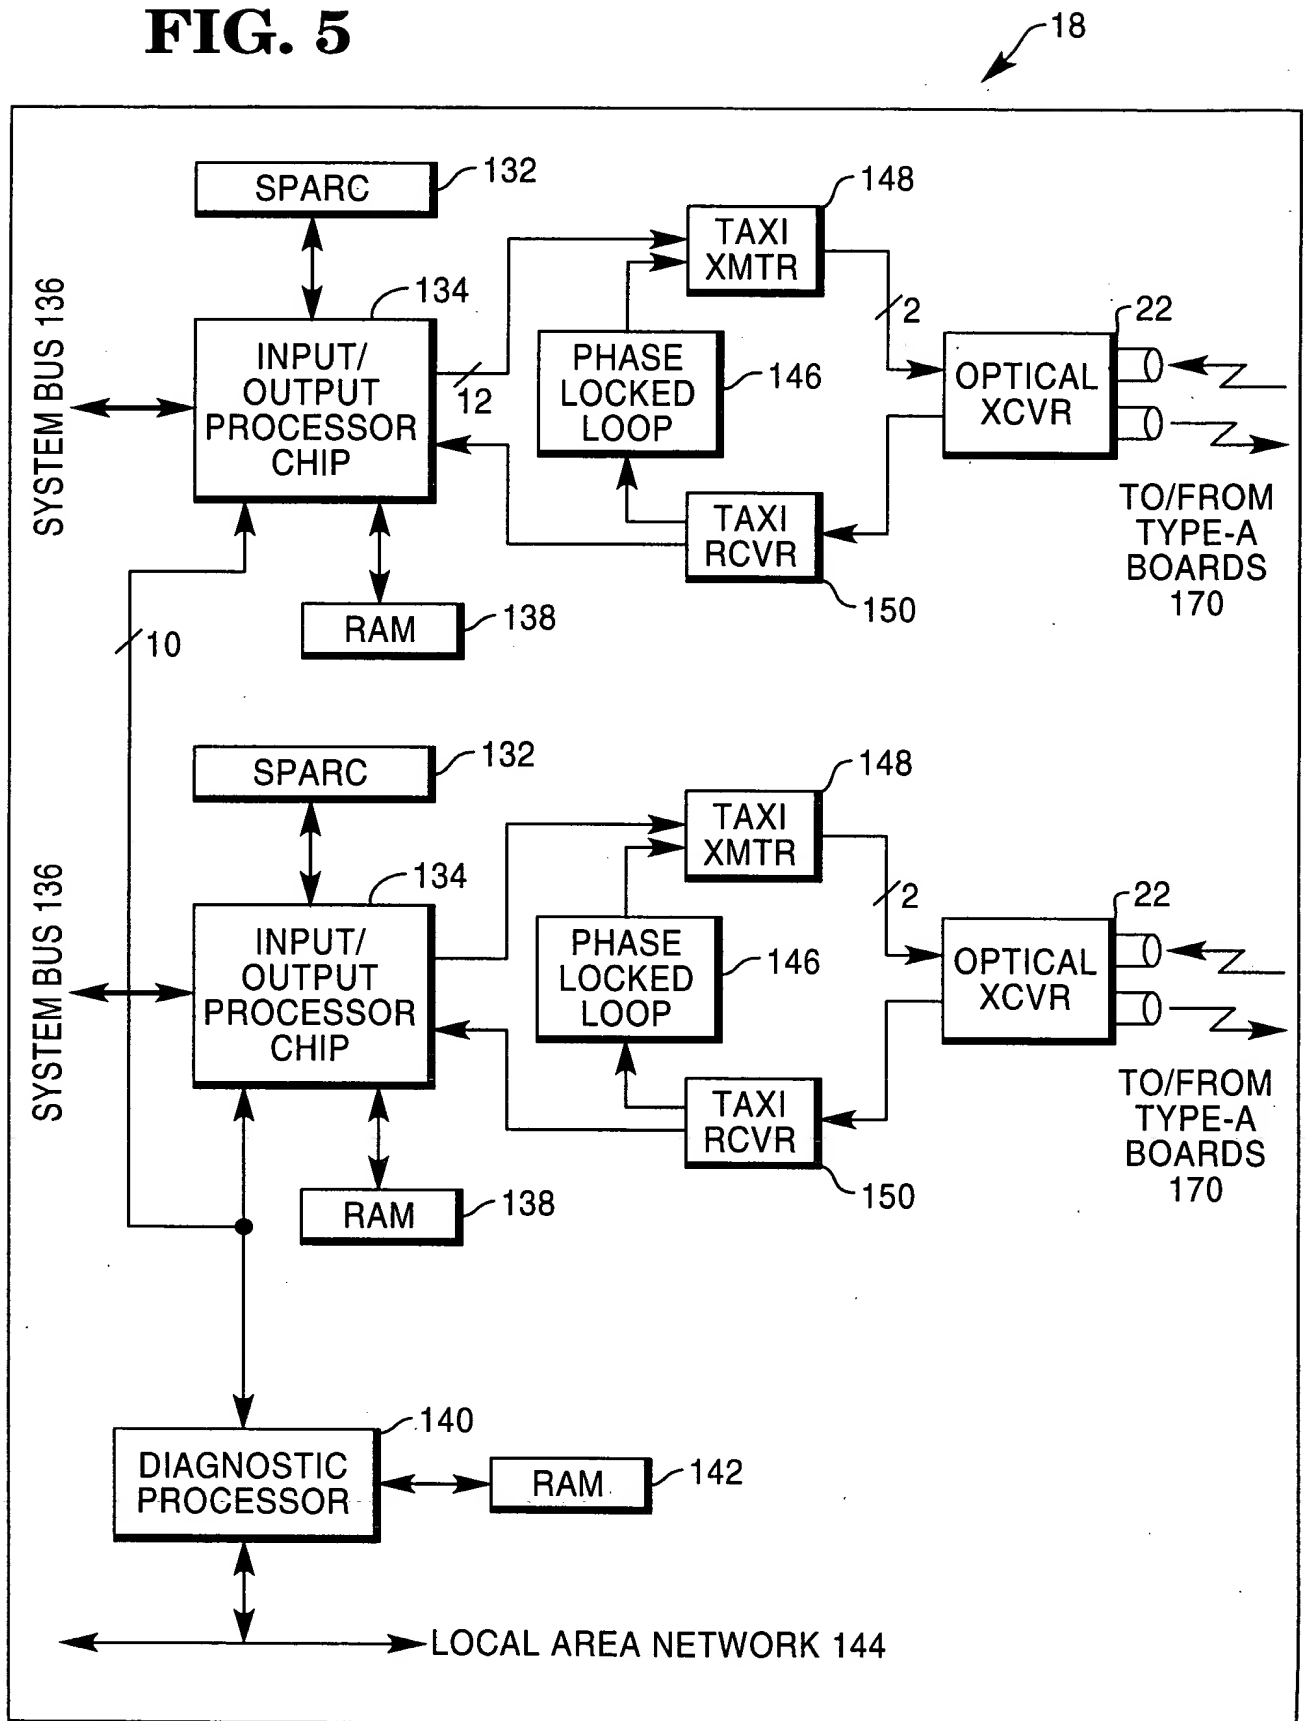 FIG. 5
18
SPARC
132
TAXI
XMTR
148
SYSTEM BUS 136
134
INPUT/
OUTPUT
PROCESSOR
CHIP
12
PHASE
LOCKED
LOOP
146
2
22
OPTICAL
XCVR
TAXI
RCVR
150
TO/FROM
TYPE-A
BOARDS
170
RAM
138
10
SPARC
132
TAXI
XMTR
148
SYSTEM BUS 136
134
INPUT/
OUTPUT
PROCESSOR
CHIP
PHASE
LOCKED
LOOP
146
2
22
OPTICAL
XCVR
TAXI
RCVR
150
TO/FROM
TYPE-A
BOARDS
170
RAM
138
140
DIAGNOSTIC
PROCESSOR
RAM
142
LOCAL AREA NETWORK 144